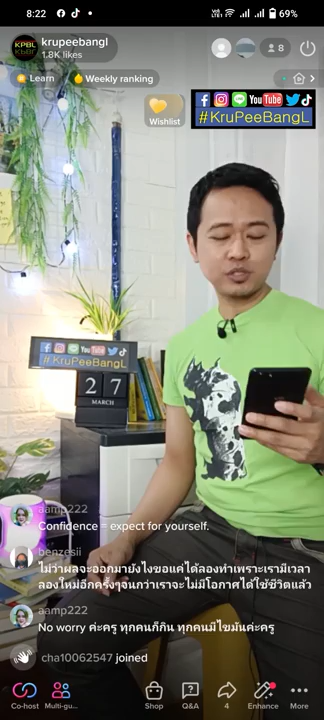 8:22
69%
krupeebangl
1.8K likes
8
Learn
Weekly ranking
Wishlist
You Tube
#KruPeeBangL
You Tube
#KruPeeBangL
27
MARCH
aamp222
Confidence = expect for yourself.
benzesii
ไม่ว่าผลจะออกมายังไงขอแค่ได้ลองทำเพราะเรามีเวลา
ลองใหม่อีกครั้งๆจนกว่าเราจะไม่มีโอกาสได้ใช้ชีวิตแล้ว
aamp222
No worry ค่ะครู ทุกคนก็กิน ทุกคนมีไขมันค่ะครู
cha10062547 joined
Co-host
Multi-gu...
Shop
Q&A
4
Enhance
More